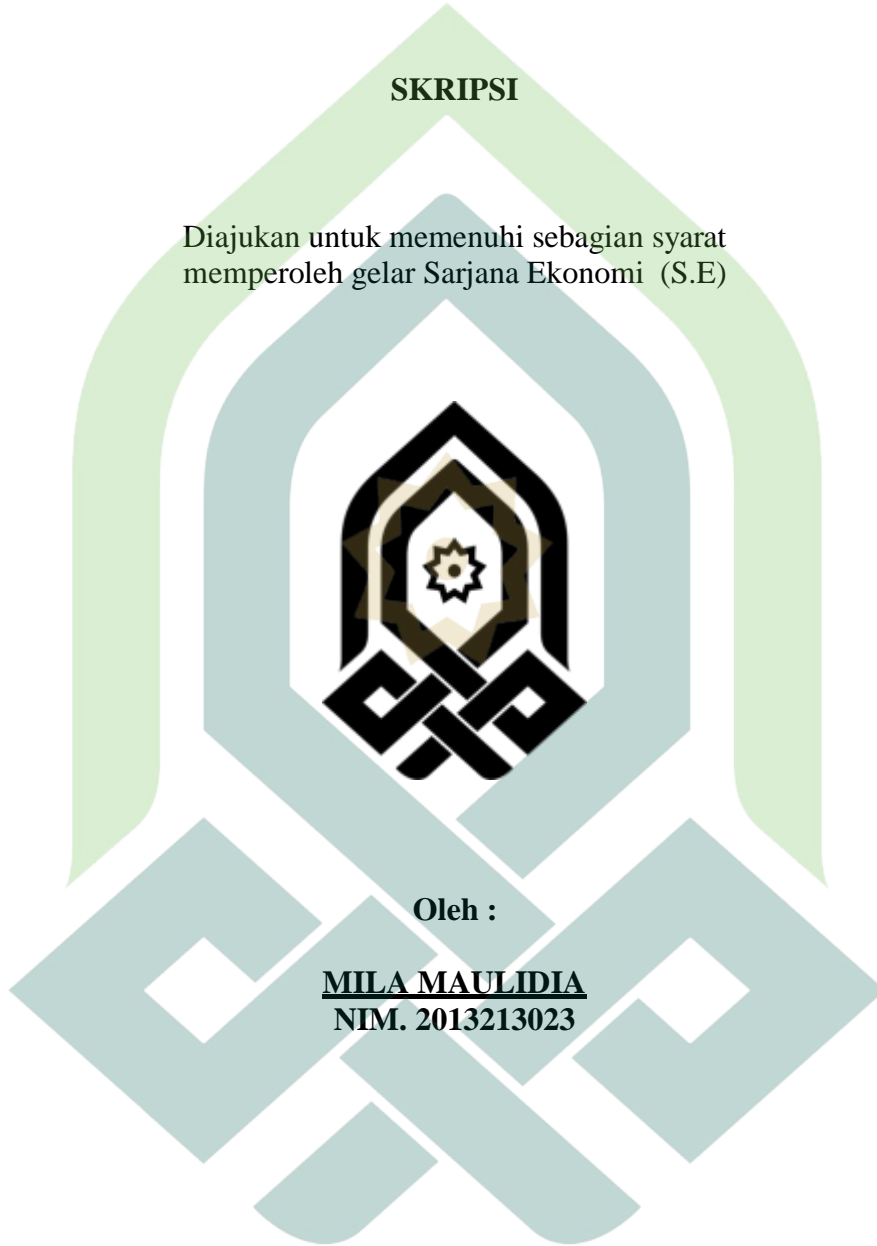 SKRIPSI
Diajukan untuk memenuhi sebagian syarat
memperoleh gelar Sarjana Ekonomi (S.E)
Oleh :
MILA MAULIDIA
NIM. 2013213023